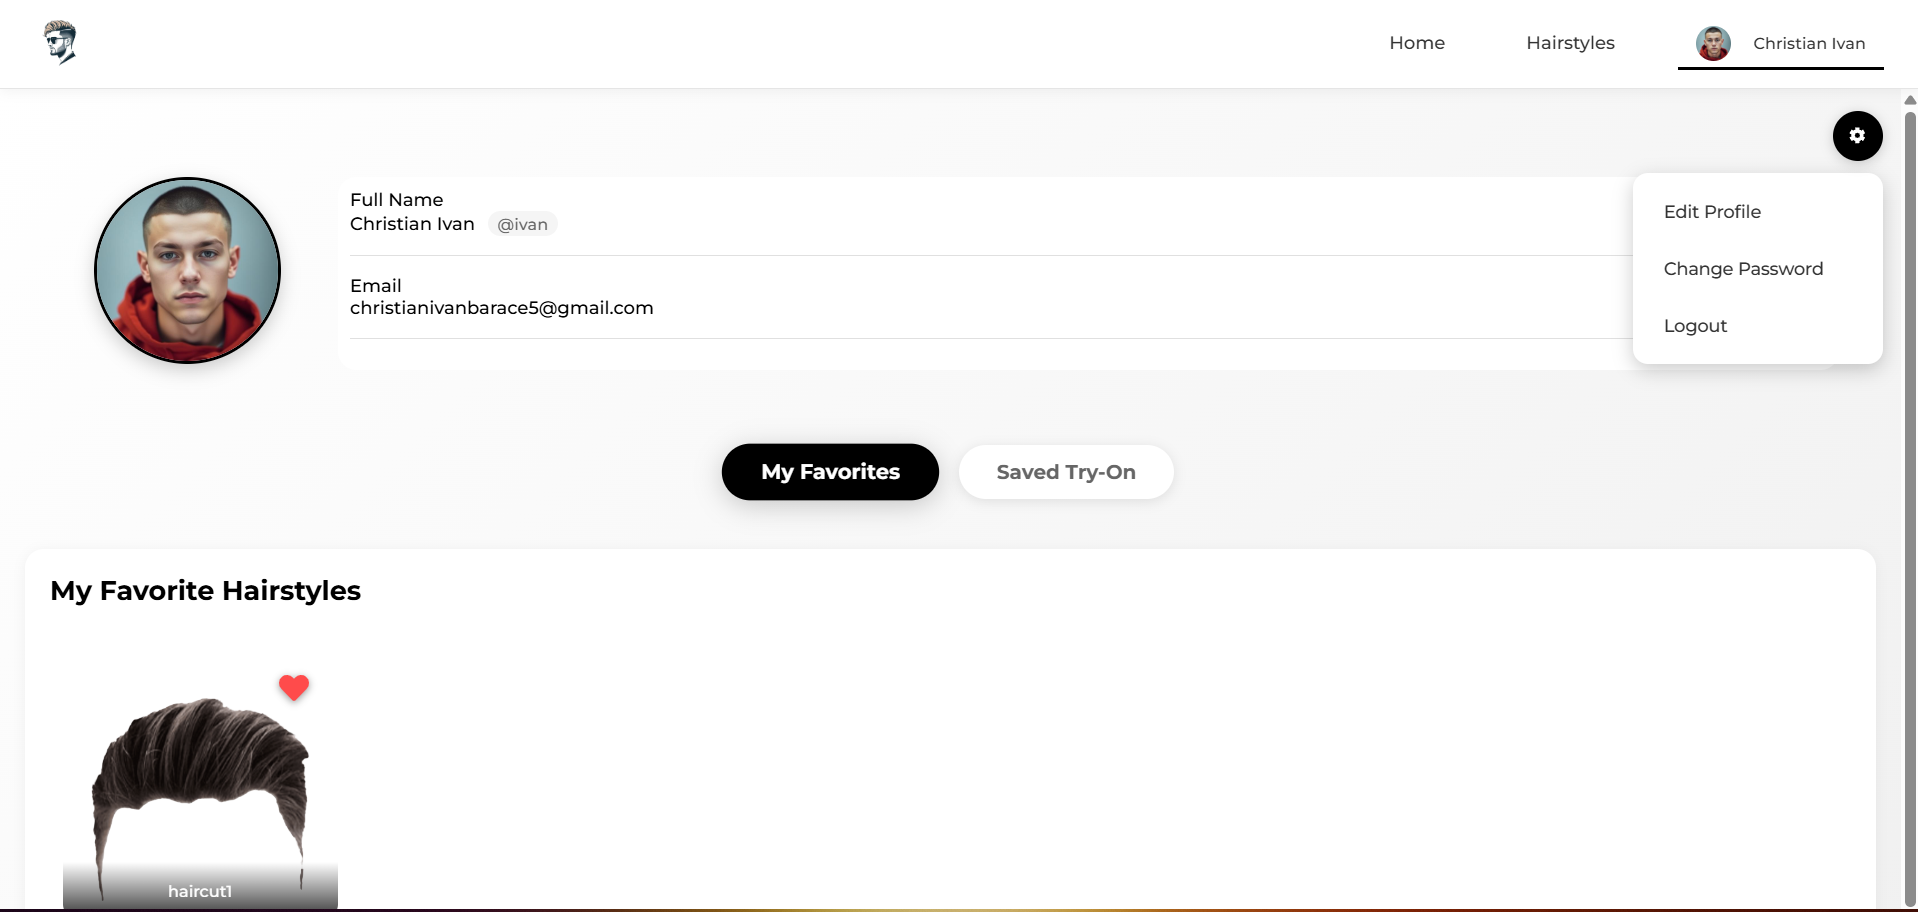 Home
Hairstyles
Christian Ivan
Full Name
Christian Ivan @ivan
Email
christianivanbarace5@gmail.com
Edit Profile
Change Password
Logout
My Favorites
Saved Try-On
My Favorite Hairstyles
haircut1